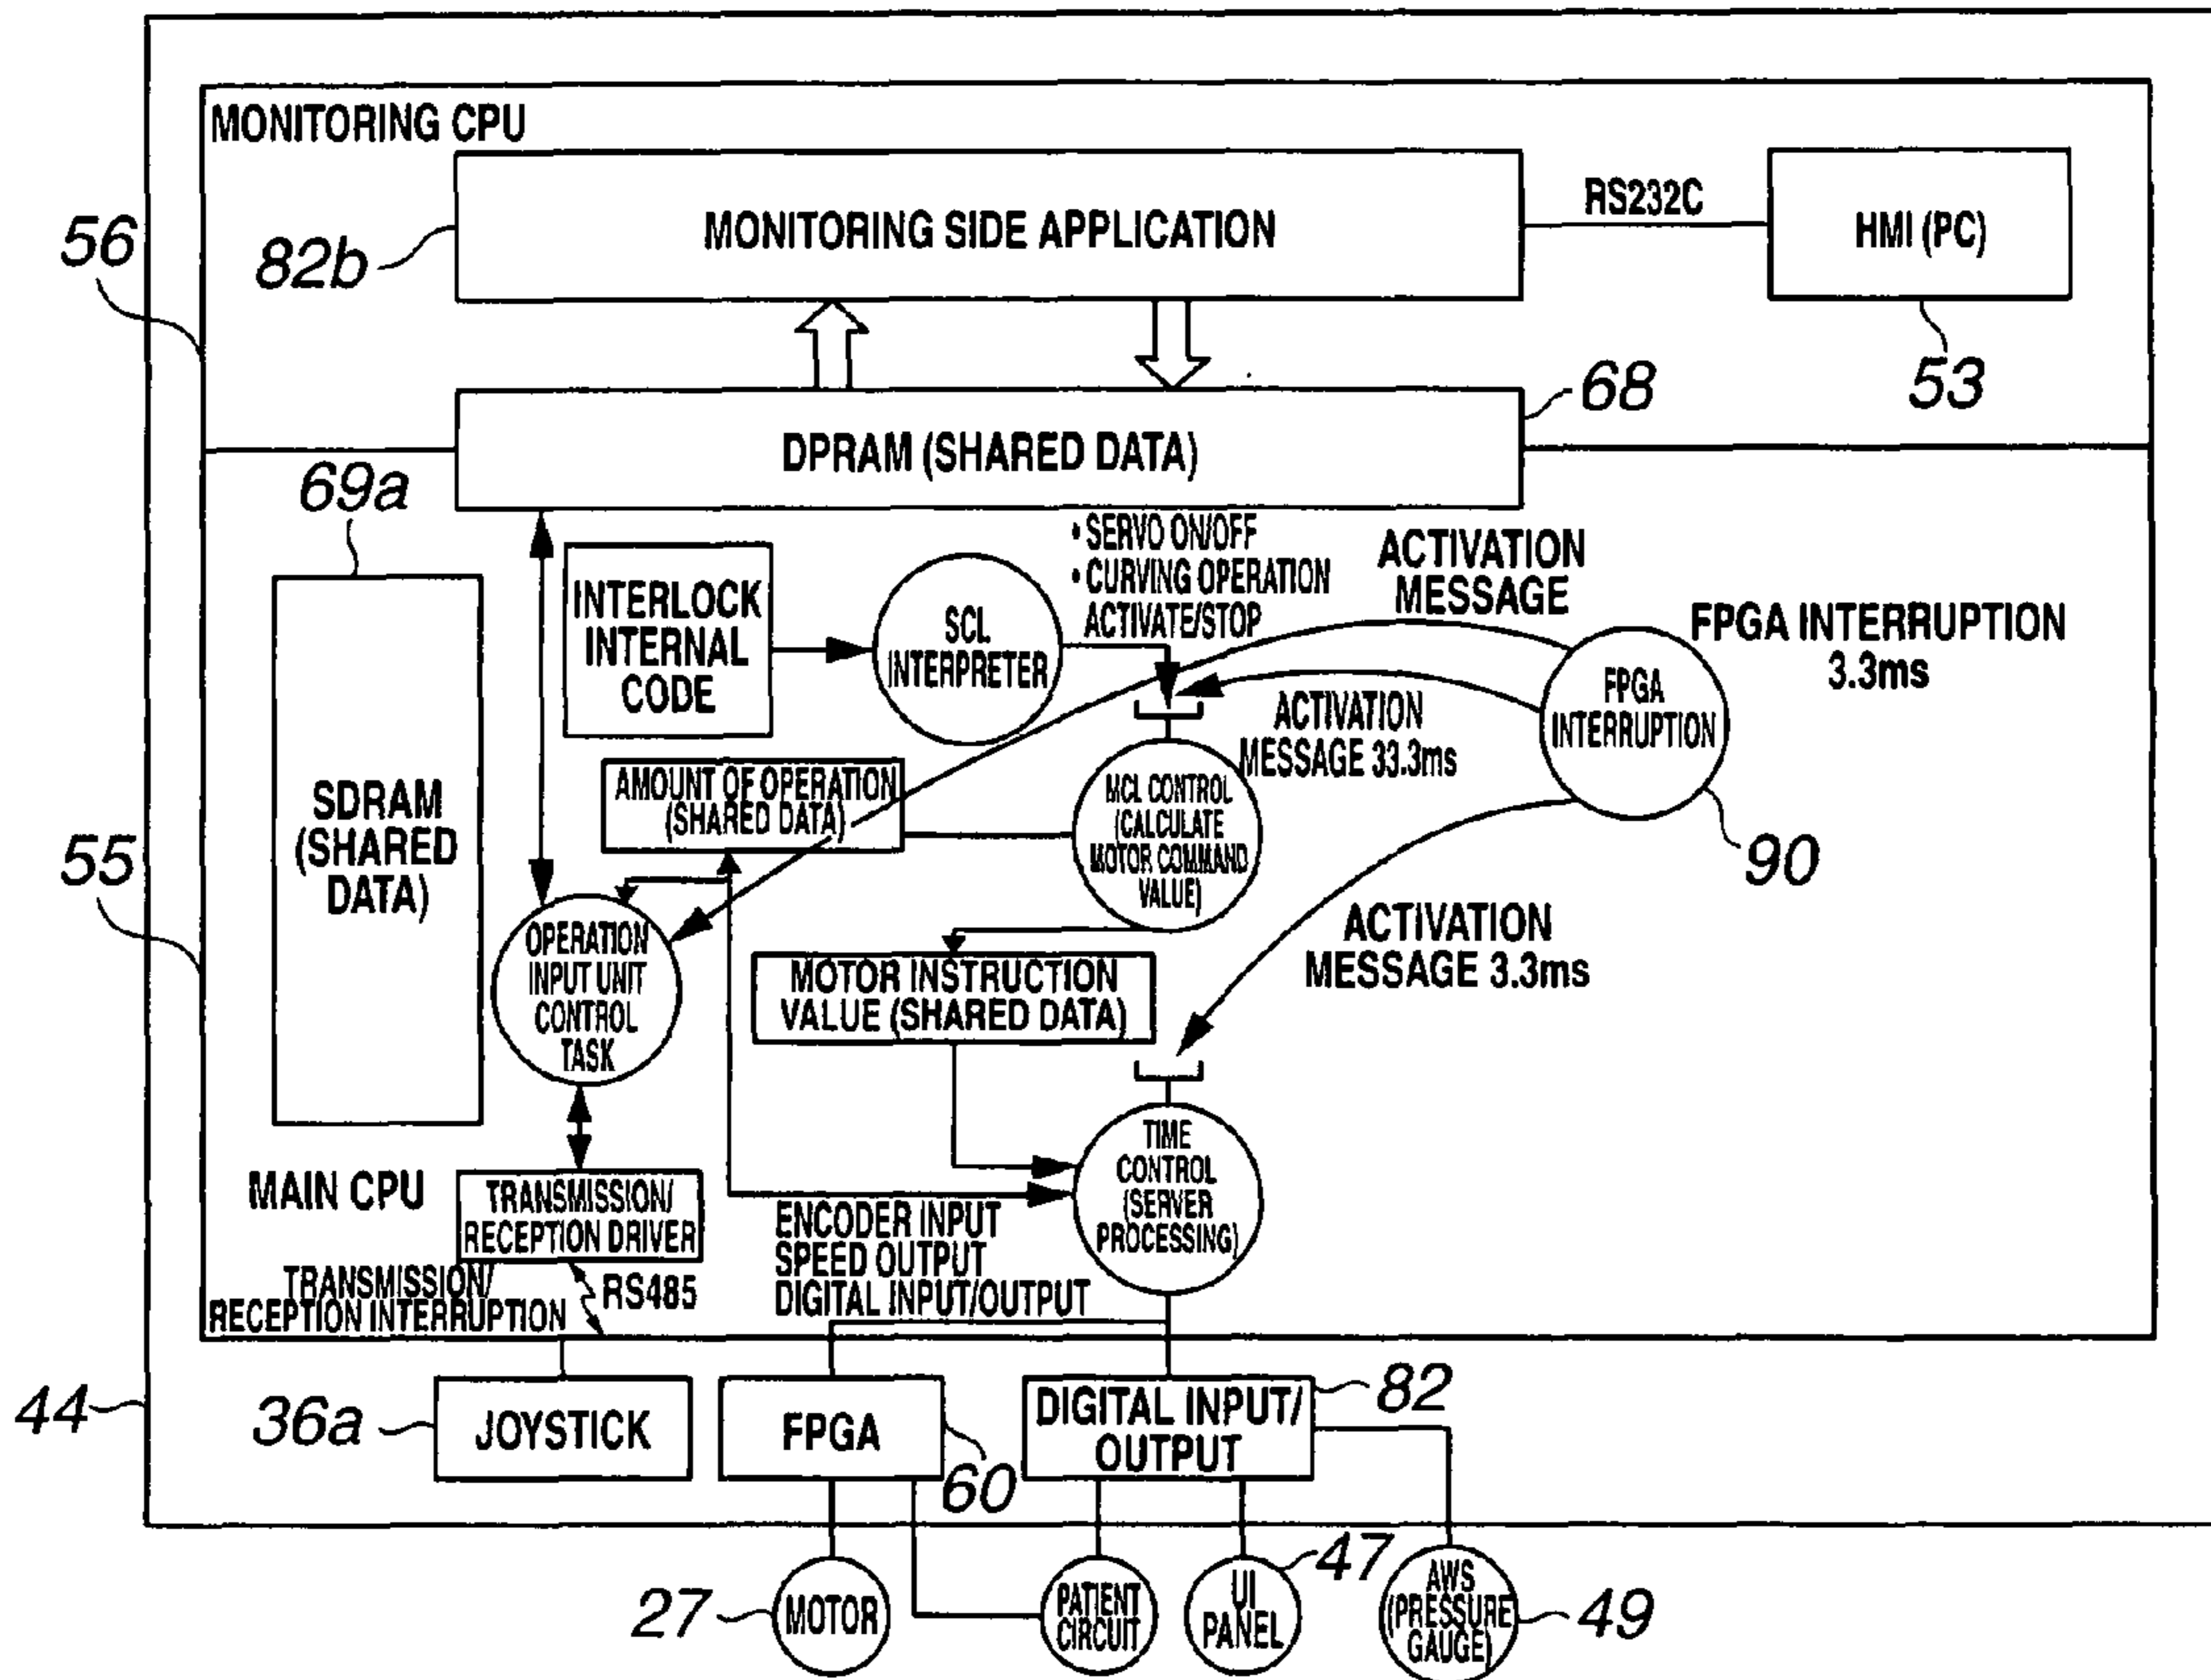 MONITORING CPU
MONITORING SIDE APPLICATION
RS232C
HMI (PC)
56
82b
53
68
DPRAM (SHARED DATA)
69a
• SERVO ON/OFF
• CURVING OPERATION
ACTIVATE/STOP
ACTIVATION
MESSAGE
FPGA INTERRUPTION
3.3ms
INTERLOCK
INTERNAL
CODE
SCL
INTERPRETER
FPGA
INTERRUPTION
ACTIVATION
MESSAGE 33.3ms
AMOUNT OF OPERATION
(SHARED DATA)
MCL CONTROL
(CALCULATE
MOTOR COMMAND
VALUE)
90
SDRAM
(SHARED
DATA)
55
OPERATION
INPUT UNIT
CONTROL
TASK
ACTIVATION
MESSAGE 3.3ms
MOTOR INSTRUCTION
VALUE (SHARED DATA)
TIME
CONTROL
(SERVER
PROCESSING)
MAIN CPU
TRANSMISSION/
RECEPTION DRIVER
ENCODER INPUT
SPEED OUTPUT
DIGITAL INPUT/OUTPUT
TRANSMISSION/
RECEPTION INTERRUPTION
RS485
44
36a
JOYSTICK
FPGA
60
DIGITAL INPUT/
OUTPUT
82
27
MOTOR
PATIENT
CIRCUIT
UI
PANEL
47
AWS
(PRESSURE
GAUGE)
49